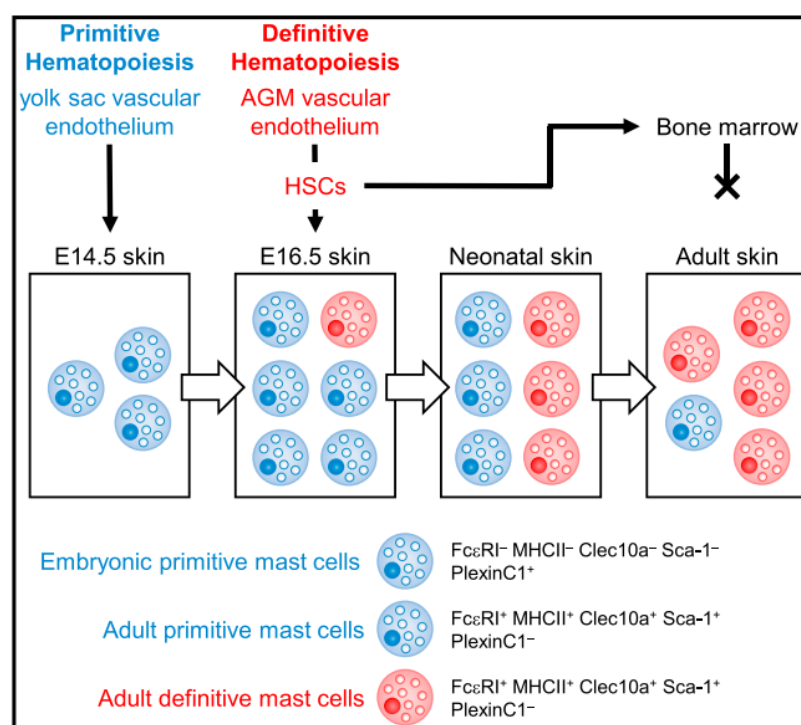 Primitive
Hematopoiesis
yolk sac vascular
endothelium
Definitive
Hematopoiesis
AGM vascular
endothelium
HSCs
Bone marrow
E14.5 skin
E16.5 skin
Neonatal skin
Adult skin
Embryonic primitive mast cells
FcεRI⁻ MHCII⁻ Clec10a⁻ Sca-1⁻
PlexinC1⁺
Adult primitive mast cells
FcεRI⁺ MHCII⁺ Clec10a⁺ Sca-1⁺
PlexinC1⁻
Adult definitive mast cells
FcεRI⁺ MHCII⁺ Clec10a⁺ Sca-1⁺
PlexinC1⁻